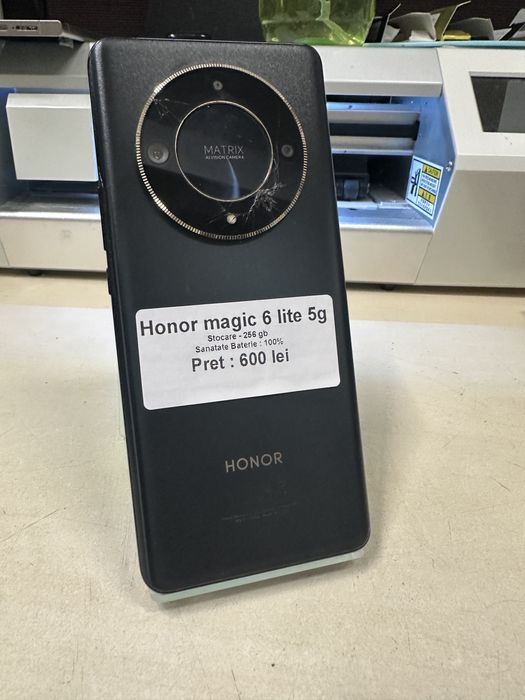 MATRIX
AI VISION CAMERA
CAUTION
Honor magic 6 lite 5g
Stocare - 256 gb
Sanatate Baterie : 100%
Pret : 600 lei
HONOR